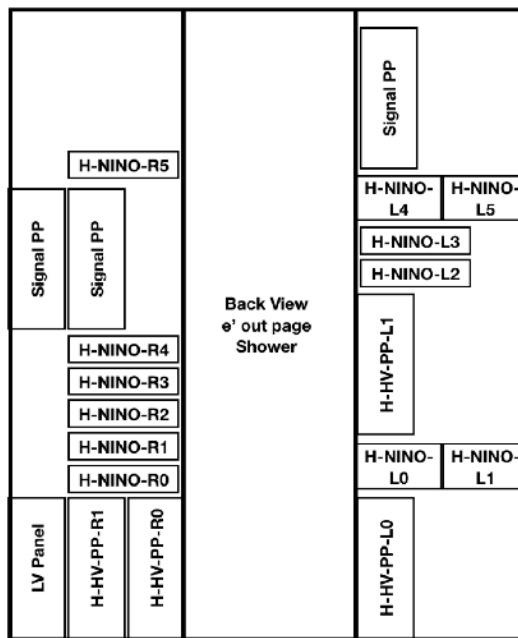 H-NINO-R5
Signal PP
Signal PP
H-NINO-R4
H-NINO-R3
H-NINO-R2
H-NINO-R1
H-NINO-R0
LV Panel
H-HV-PP-R1
H-HV-PP-R0
Back View
e' out page
Shower
Signal PP
H-NINO-
L4
H-NINO-
L5
H-NINO-L3
H-NINO-L2
H-HV-PP-L1
H-NINO-
L0
H-NINO-
L1
H-HV-PP-L0